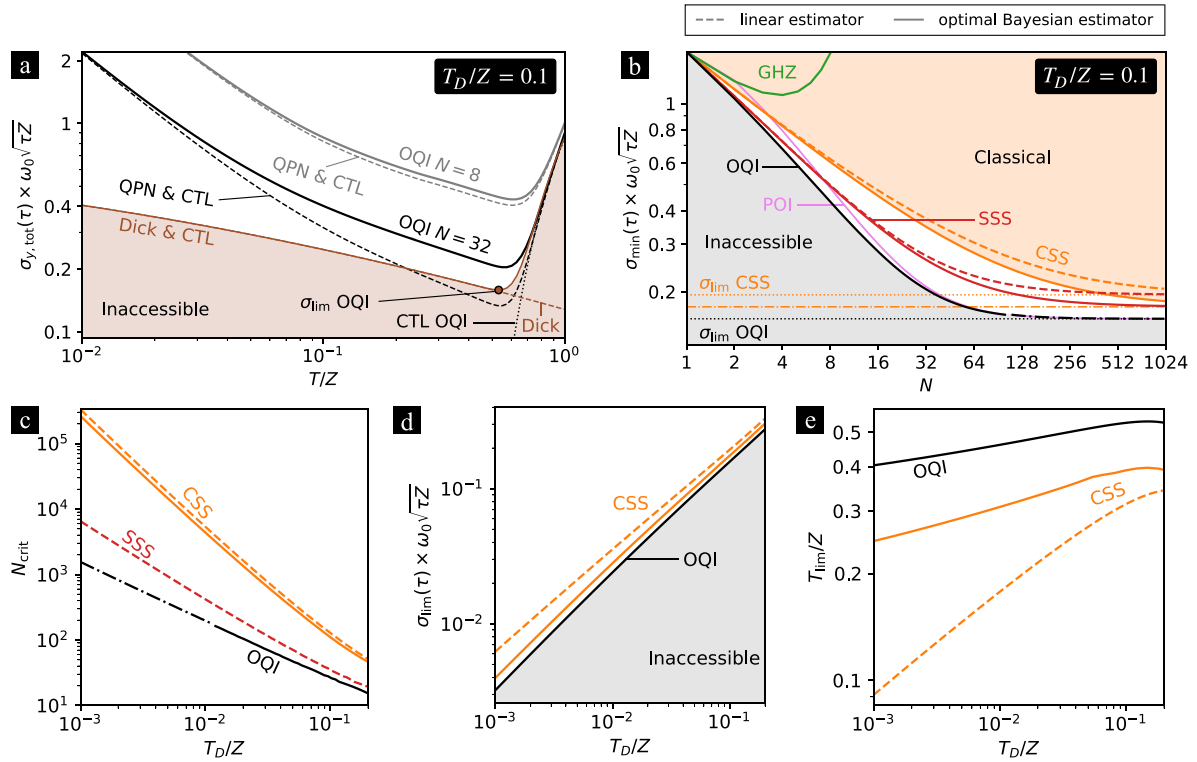 linear estimator
optimal Bayesian estimator
a
T_D/Z = 0.1
σ_{y,tot}(τ) × ω_0√τZ
2
1
0.4
0.2
0.1
OQI N = 8
QPN & CTL
QPN & CTL
OQI N = 32
Dick & CTL
σ_lim OQI
Inaccessible
CTL OQI
Dick
10^{-2}
10^{-1}
10^0
T/Z
b
T_D/Z = 0.1
σ_min(τ) × ω_0√τZ
1
0.8
0.6
0.4
0.3
0.2
GHZ
Classical
OQI
POI
SSS
Inaccessible
CSS
σ_lim CSS
σ_lim OQI
1 2 4 8 16 32 64 128 256 512 1024
N
c
N_crit
10^5
10^4
10^3
10^2
10^1
CSS
SSS
OQI
10^{-3}
10^{-2}
10^{-1}
T_D/Z
d
σ_lim(τ) × ω_0√τZ
10^{-1}
10^{-2}
CSS
OQI
Inaccessible
10^{-3}
10^{-2}
10^{-1}
T_D/Z
e
T_lim/Z
0.5
0.4
0.3
0.2
0.1
OQI
CSS
10^{-3}
10^{-2}
10^{-1}
T_D/Z